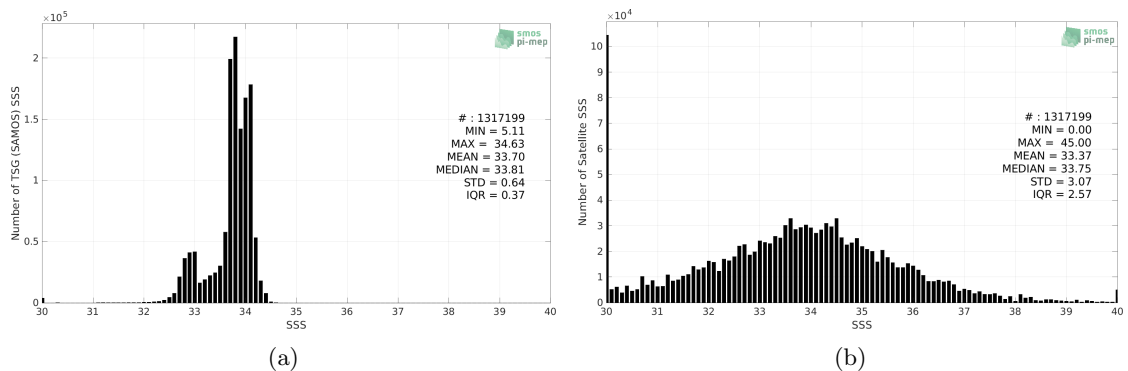 ×10^5
smos
pi-mep
Number of TSG (SAMOS) SSS
2
1.5
1
0.5
0
# : 1317199
MIN = 5.11
MAX = 34.63
MEAN = 33.70
MEDIAN = 33.81
STD = 0.64
IQR = 0.37
30 31 32 33 34 35 36 37 38 39 40
SSS
(a)
×10^4
smos
pi-mep
Number of Satellite SSS
10
9
8
7
6
5
4
3
2
1
0
# : 1317199
MIN = 0.00
MAX = 45.00
MEAN = 33.37
MEDIAN = 33.75
STD = 3.07
IQR = 2.57
30 31 32 33 34 35 36 37 38 39 40
SSS
(b)